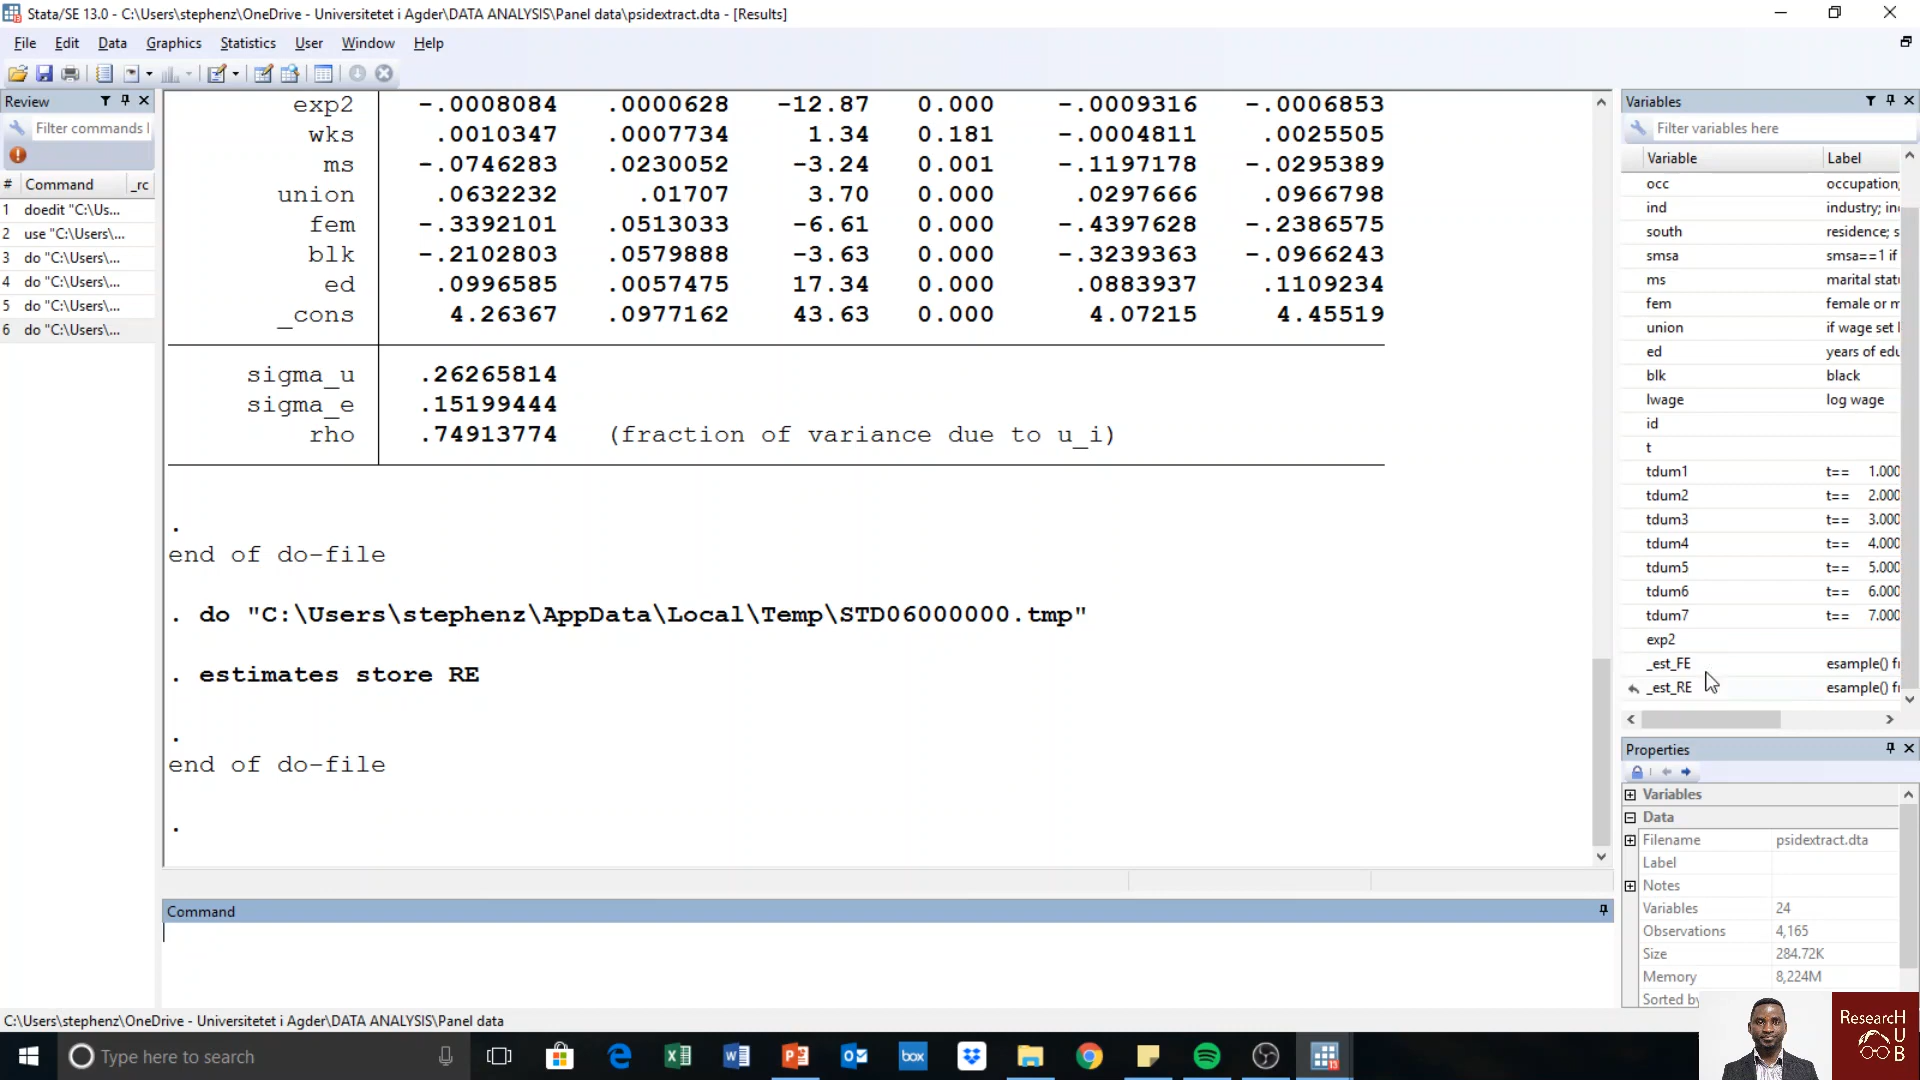 Stata/SE 13.0 - C:\Users\stephenz\OneDrive - Universitetet i Agder\DATA ANALYSIS\Panel data\psidextract.dta - [Results]
File Edit Data Graphics Statistics User Window Help
Review
Filter commands
# Command _rc
1 doedit "C:\Us...
2 use "C:\Users\...
3 do "C:\Users\...
4 do "C:\Users\...
5 do "C:\Users\...
6 do "C:\Users\...
exp2 -.0008084 .0000628 -12.87 0.000 -.0009316 -.0006853
wks .0010347 .0007734 1.34 0.181 -.0004811 .0025505
ms -.0746283 .0230052 -3.24 0.001 -.1197178 -.0295389
union .0632232 .01707 3.70 0.000 .0297666 .0966798
fem -.3392101 .0513033 -6.61 0.000 -.4397628 -.2386575
blk -.2102803 .0579888 -3.63 0.000 -.3239363 -.0966243
ed .0996585 .0057475 17.34 0.000 .0883937 .1109234
_cons 4.26367 .0977162 43.63 0.000 4.07215 4.45519
sigma_u .26265814
sigma_e .15199444
rho .74913774 (fraction of variance due to u_i)
.
end of do-file
. do "C:\Users\stephenz\AppData\Local\Temp\STD06000000.tmp"
. estimates store RE
.
end of do-file
.
Command
Variables
Filter variables here
Variable Label
occ occupation;
ind industry; in
south residence; s
smsa smsa==1 if
ms marital stat
fem female or m
union if wage set
ed years of edu
blk black
lwage log wage
id
t
tdum1 t== 1.000
tdum2 t== 2.000
tdum3 t== 3.000
tdum4 t== 4.000
tdum5 t== 5.000
tdum6 t== 6.000
tdum7 t== 7.000
exp2
_est_FE esample() fr
_est_RE esample() fr
Properties
Variables
Data
Filename psidextract.dta
Label
Notes
Variables 24
Observations 4,165
Size 284.72K
Memory 8,224M
Sorted by
C:\Users\stephenz\OneDrive - Universitetet i Agder\DATA ANALYSIS\Panel data
Type here to search
box
13
ResearcH
UB